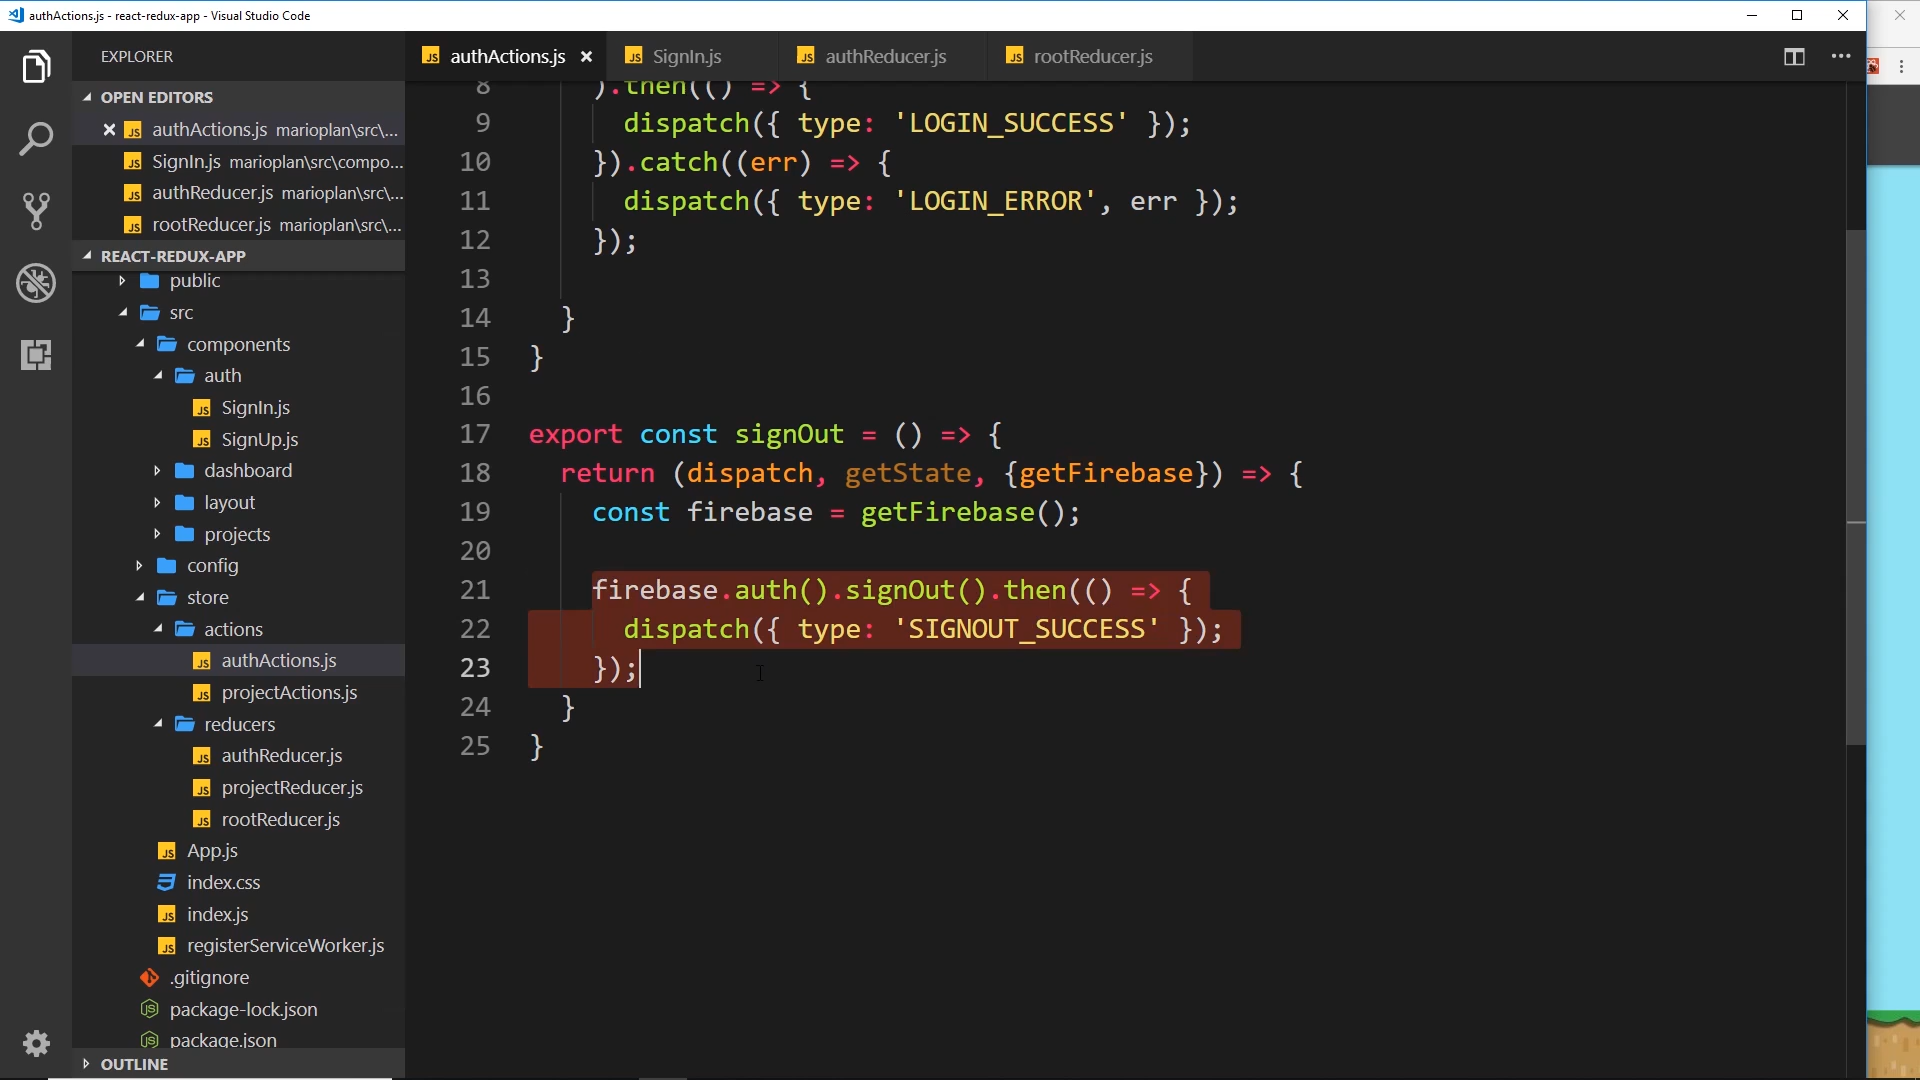 authActions.js - react-redux-app - Visual Studio Code
EXPLORER
OPEN EDITORS
authActions.js marioplan\src\...
SignIn.js marioplan\src\compo...
authReducer.js marioplan\src\...
rootReducer.js marioplan\src\...
REACT-REDUX-APP
public
src
components
auth
SignIn.js
SignUp.js
dashboard
layout
projects
config
store
actions
authActions.js
projectActions.js
reducers
authReducer.js
projectReducer.js
rootReducer.js
App.js
index.css
index.js
registerServiceWorker.js
.gitignore
package-lock.json
package.json
OUTLINE
authActions.js SignIn.js authReducer.js rootReducer.js
8 ).then(() => {
9 dispatch({ type: 'LOGIN_SUCCESS' });
10 }).catch((err) => {
11 dispatch({ type: 'LOGIN_ERROR', err });
12 });
13
14 }
15 }
16
17 export const signOut = () => {
18 return (dispatch, getState, {getFirebase}) => {
19 const firebase = getFirebase();
20
21 firebase.auth().signOut().then(() => {
22 dispatch({ type: 'SIGNOUT_SUCCESS' });
23 });
24 }
25 }